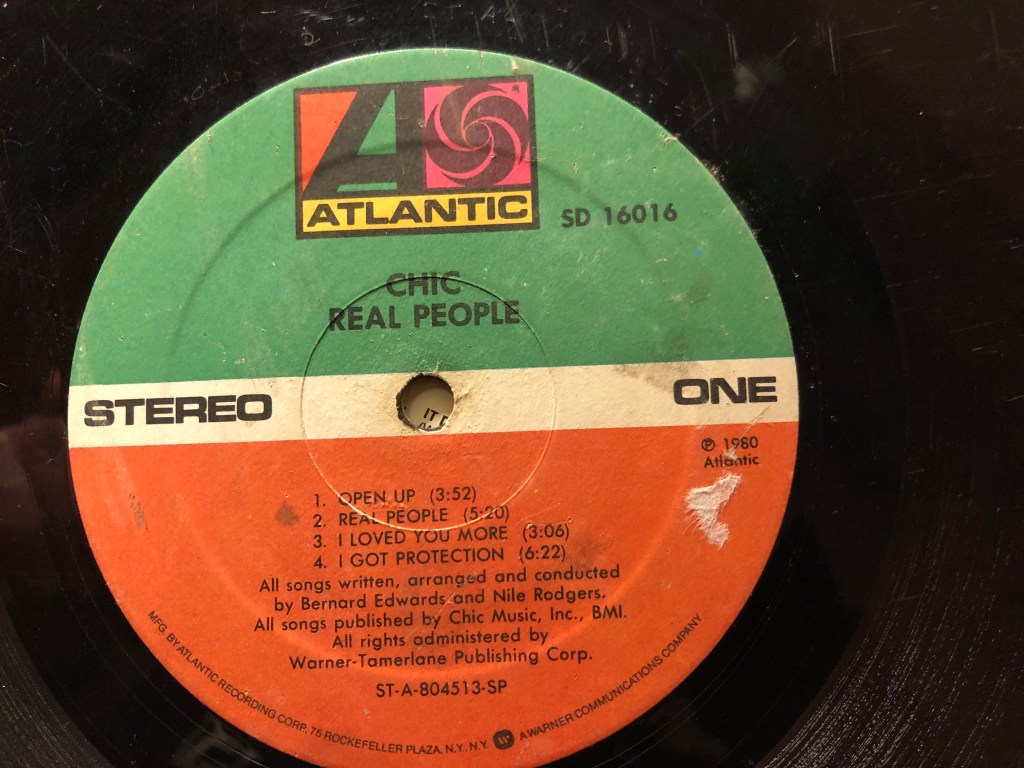 ATLANTIC
SD 16016
CHIC
REAL PEOPLE
STEREO
ONE
IT
℗ 1980
Atlantic
1. OPEN UP (3:52)
2. REAL PEOPLE (5:20)
3. I LOVED YOU MORE (3:06)
4. I GOT PROTECTION (6:22)
All songs written, arranged and conducted
by Bernard Edwards and Nile Rodgers.
All songs published by Chic Music, Inc., BMI.
All rights administered by
Warner-Tamerlane Publishing Corp.
ST-A-804513-SP
MFG. BY ATLANTIC RECORDING CORP. 75 ROCKEFELLER PLAZA, N.Y. N.Y. A WARNER COMMUNICATIONS COMPANY